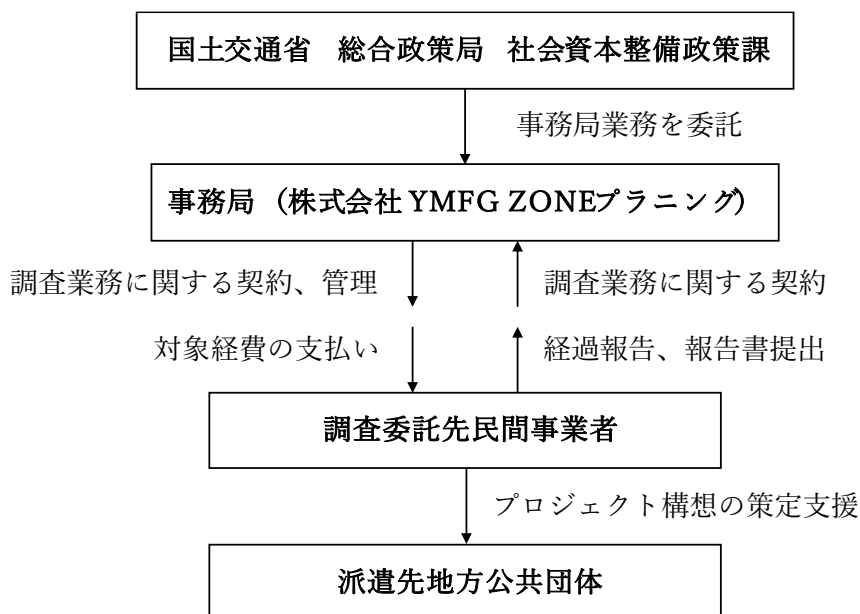 国土交通省　総合政策局　社会資本整備政策課
事務局業務を委託
事務局（株式会社 YMFG ZONEプラニング）
調査業務に関する契約、管理
調査業務に関する契約
対象経費の支払い
経過報告、報告書提出
調査委託先民間事業者
プロジェクト構想の策定支援
派遣先地方公共団体